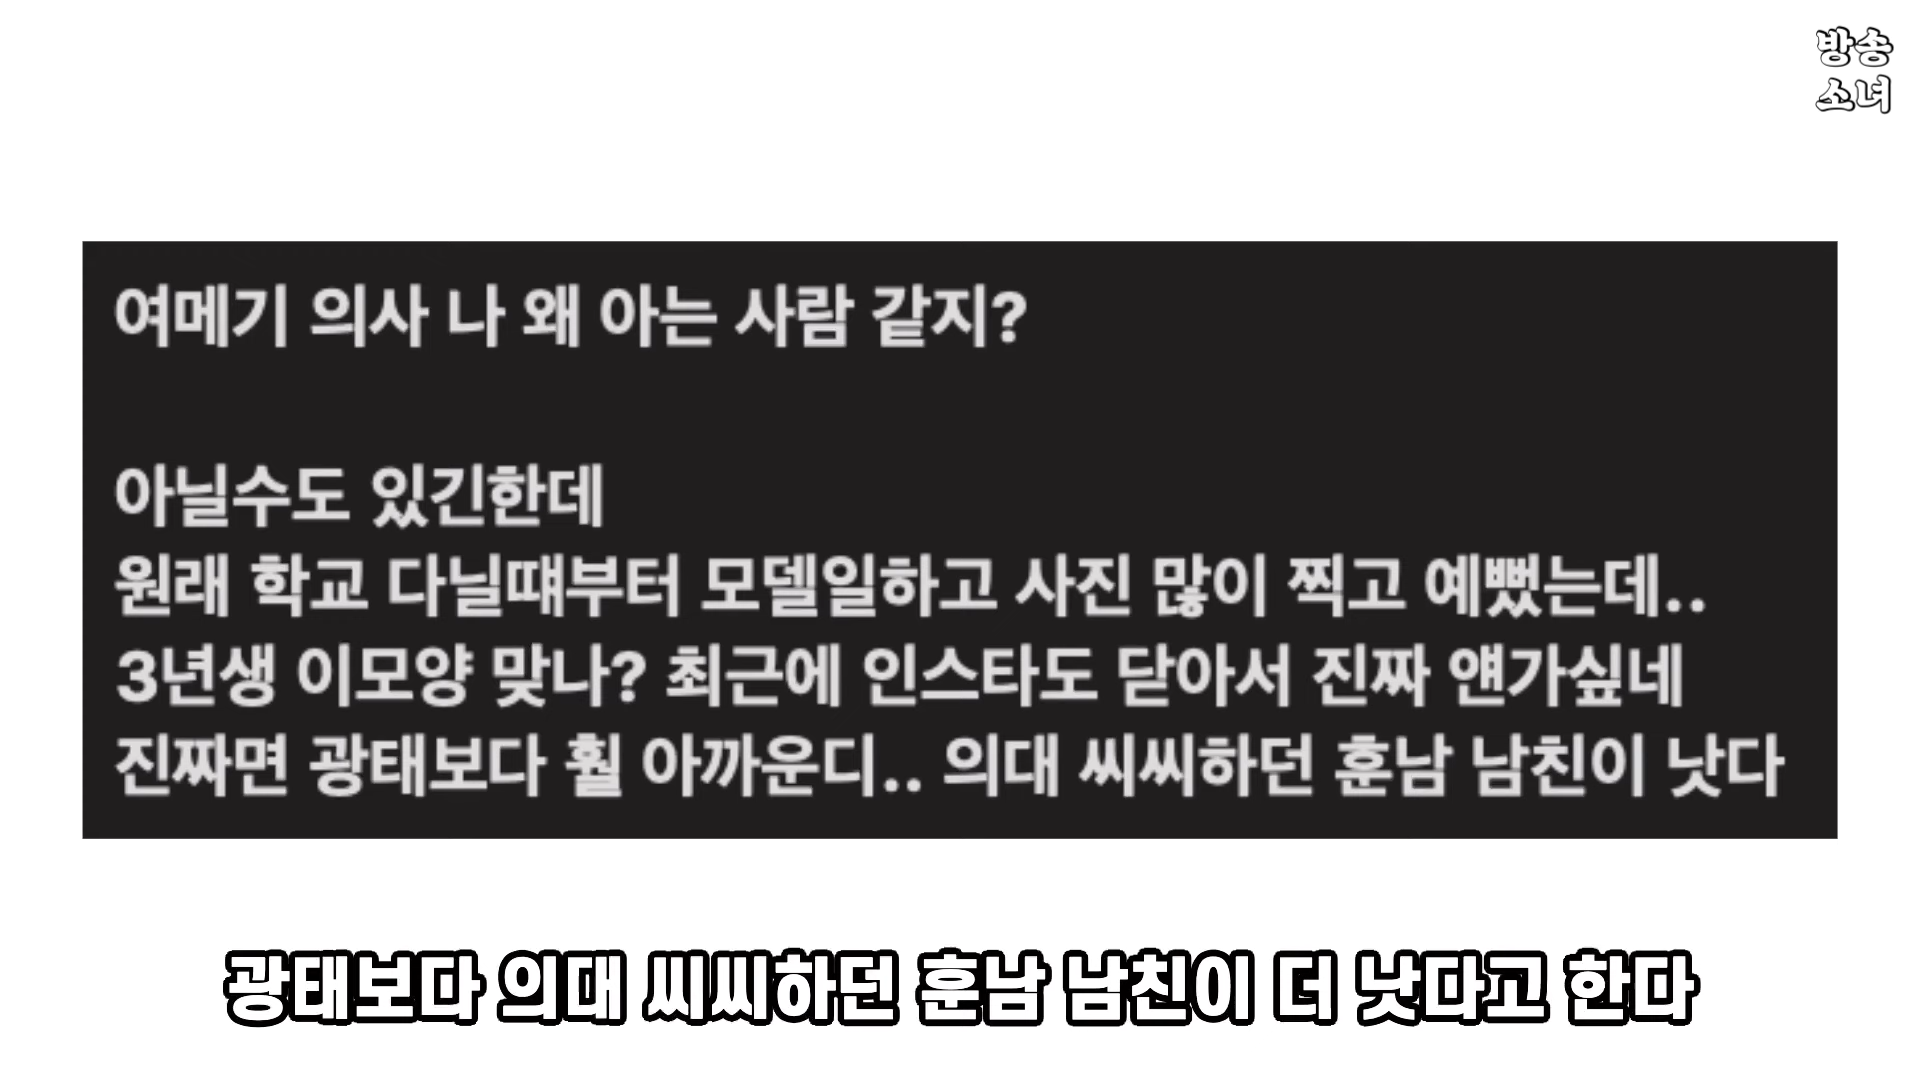 방송
소녀
여메기 의사 나 왜 아는 사람 같지?
아닐수도 있긴한데
원래 학교 다닐떄부터 모델일하고 사진 많이 찍고 예뻤는데..
3년생 이모양 맞나? 최근에 인스타도 닫아서 진짜 얜가싶네
진짜면 광태보다 훨 아까운디.. 의대 씨씨하던 훈남 남친이 낫다
광태보다 의대 씨씨하던 훈남 남친이 더 낫다고 한다